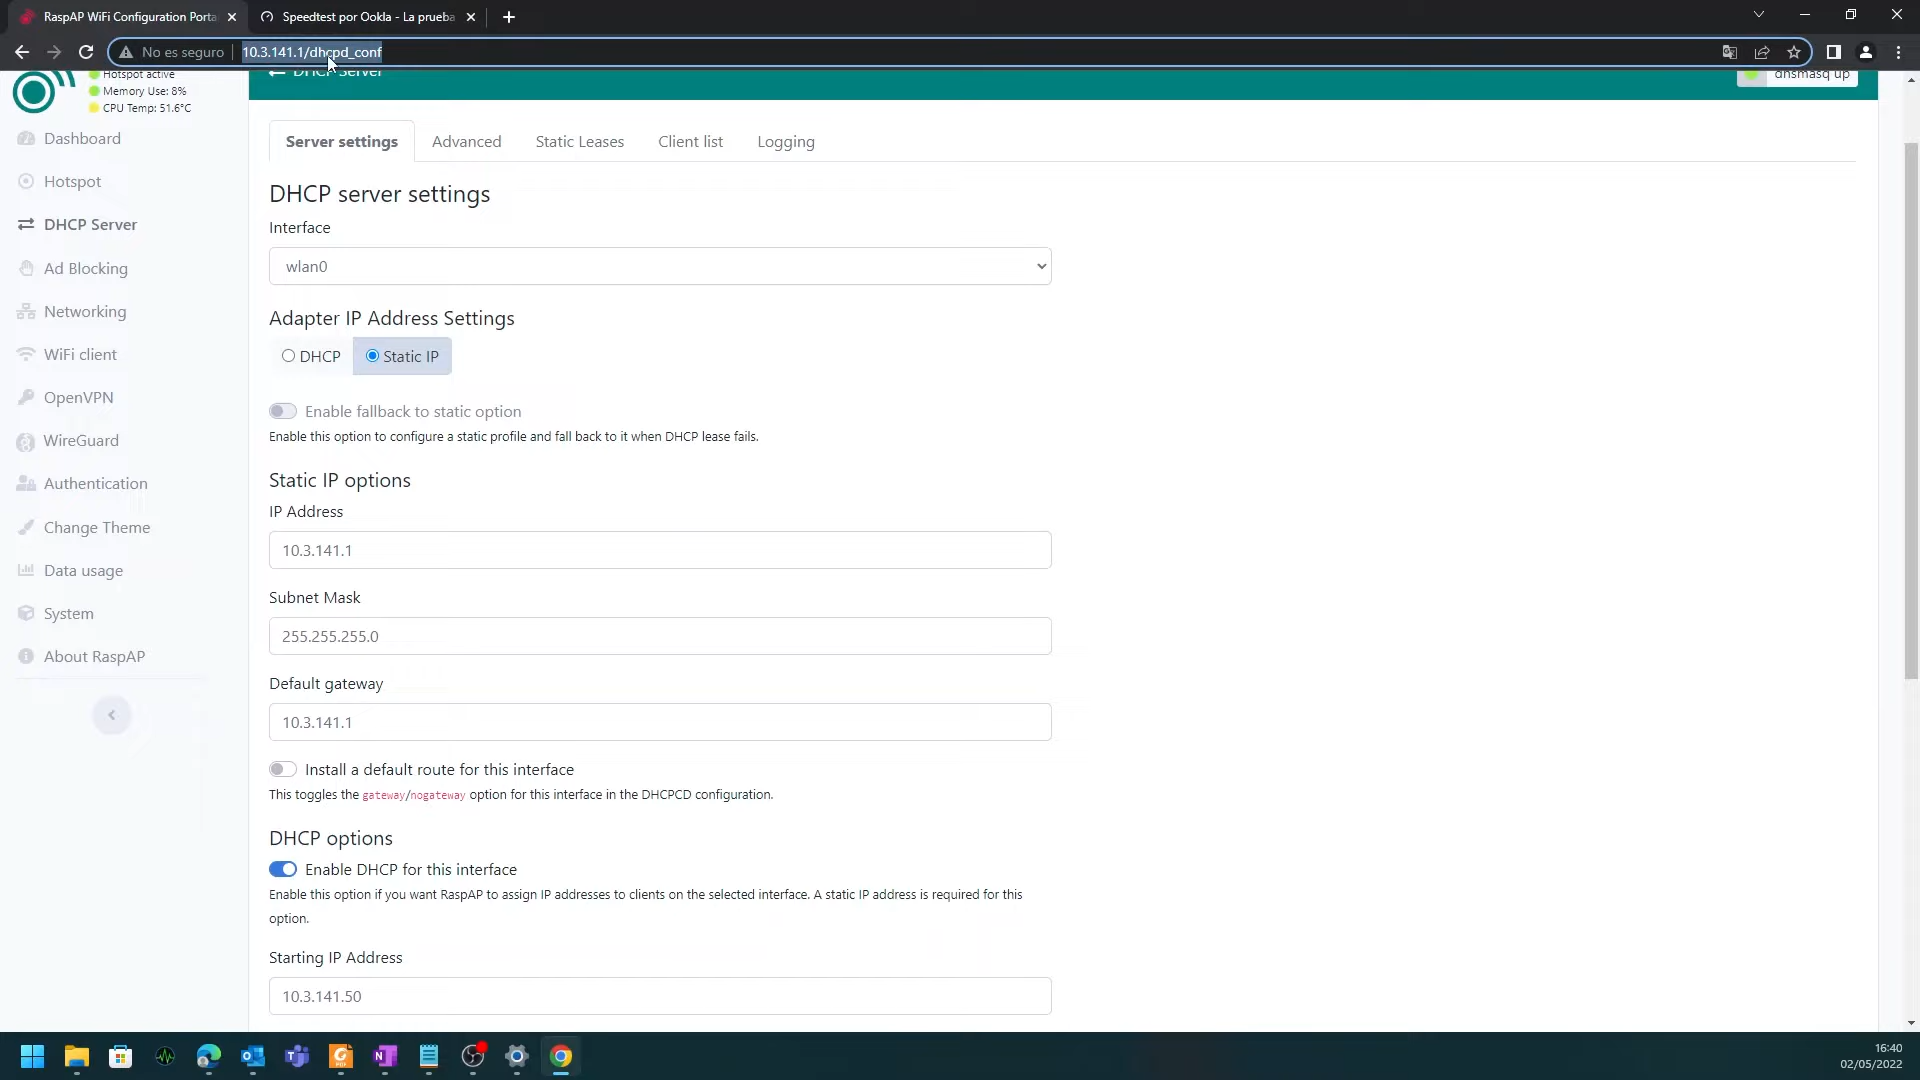 RaspAP WiFi Configuration Porta
Speedtest por Ookla - La prueba
No es seguro
10.3.141.1/dhcpd_conf
Hotspot active
Memory Use: 8%
CPU Temp: 51.6°C
Dashboard
Hotspot
DHCP Server
Ad Blocking
Networking
WiFi client
OpenVPN
WireGuard
Authentication
Change Theme
Data usage
System
About RaspAP
DHCP Server
dnsmasq up
Server settings
Advanced
Static Leases
Client list
Logging
DHCP server settings
Interface
wlan0
Adapter IP Address Settings
DHCP
Static IP
Enable fallback to static option
Enable this option to configure a static profile and fall back to it when DHCP lease fails.
Static IP options
IP Address
10.3.141.1
Subnet Mask
255.255.255.0
Default gateway
10.3.141.1
Install a default route for this interface
This toggles the gateway/nogateway option for this interface in the DHCPCD configuration.
DHCP options
Enable DHCP for this interface
Enable this option if you want RaspAP to assign IP addresses to clients on the selected interface. A static IP address is required for this
option.
Starting IP Address
10.3.141.50
16:40
02/05/2022